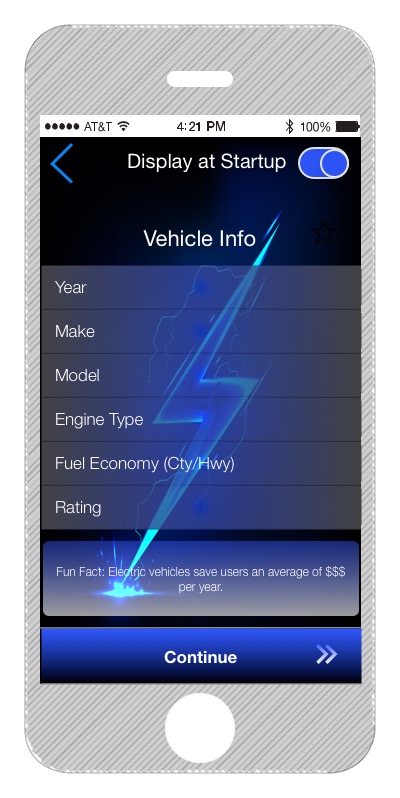 AT&T 4:21 PM 100%
Display at Startup
Vehicle Info
Year
Make
Model
Engine Type
Fuel Economy (Cty/Hwy)
Rating
Fun Fact: Electric vehicles save users an average of $$$
per year.
Continue